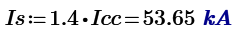 Is := 1.4 • Icc = 53.65 kA